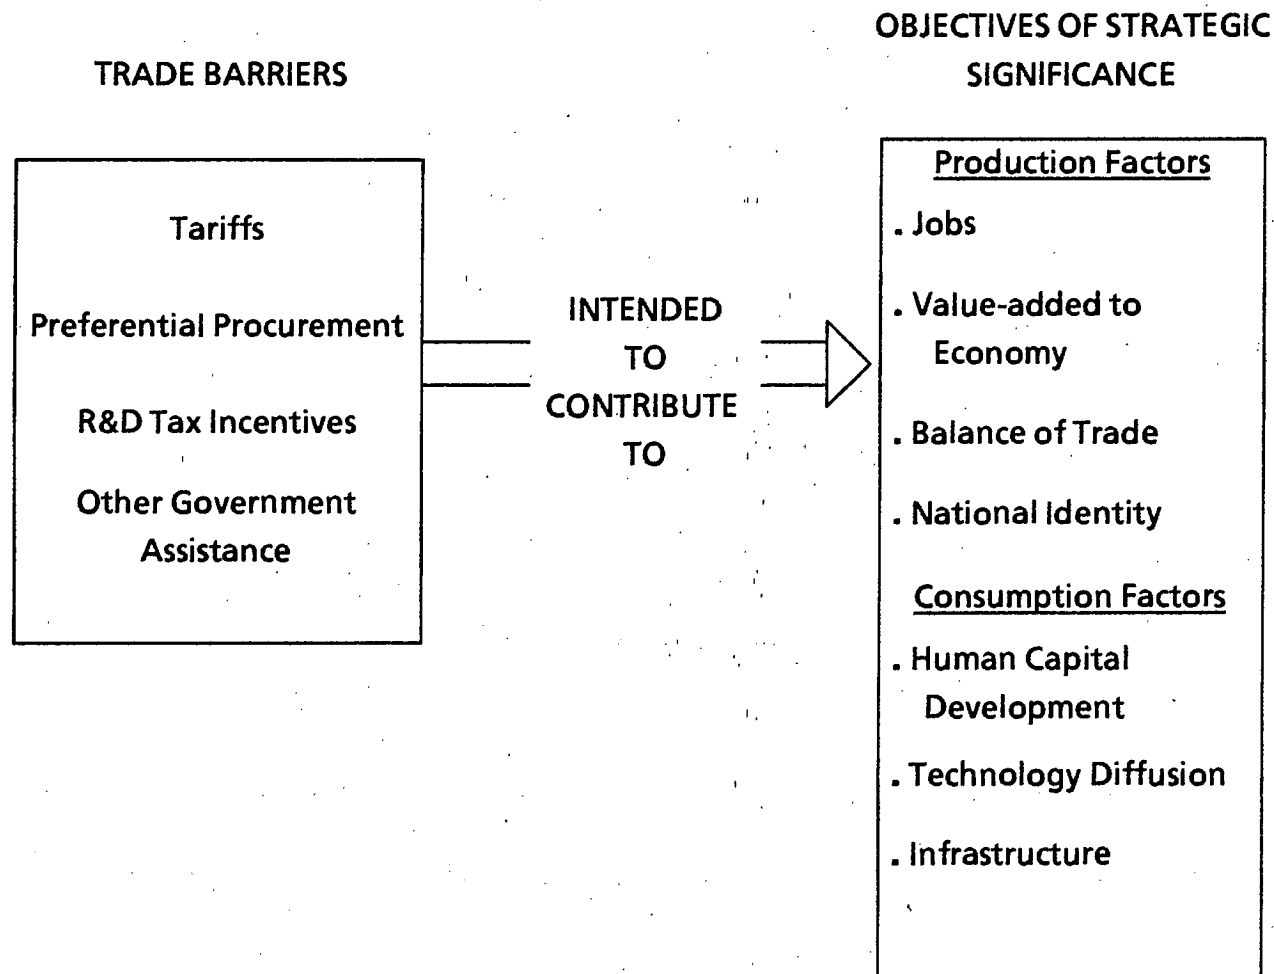 TRADE BARRIERS
Tariffs
Preferential Procurement
R&D Tax Incentives
Other Government
Assistance
INTENDED
TO
CONTRIBUTE
TO
OBJECTIVES OF STRATEGIC
SIGNIFICANCE
Production Factors
. Jobs
. Value-added to
Economy
. Balance of Trade
. National Identity
Consumption Factors
. Human Capital
Development
. Technology Diffusion
. Infrastructure